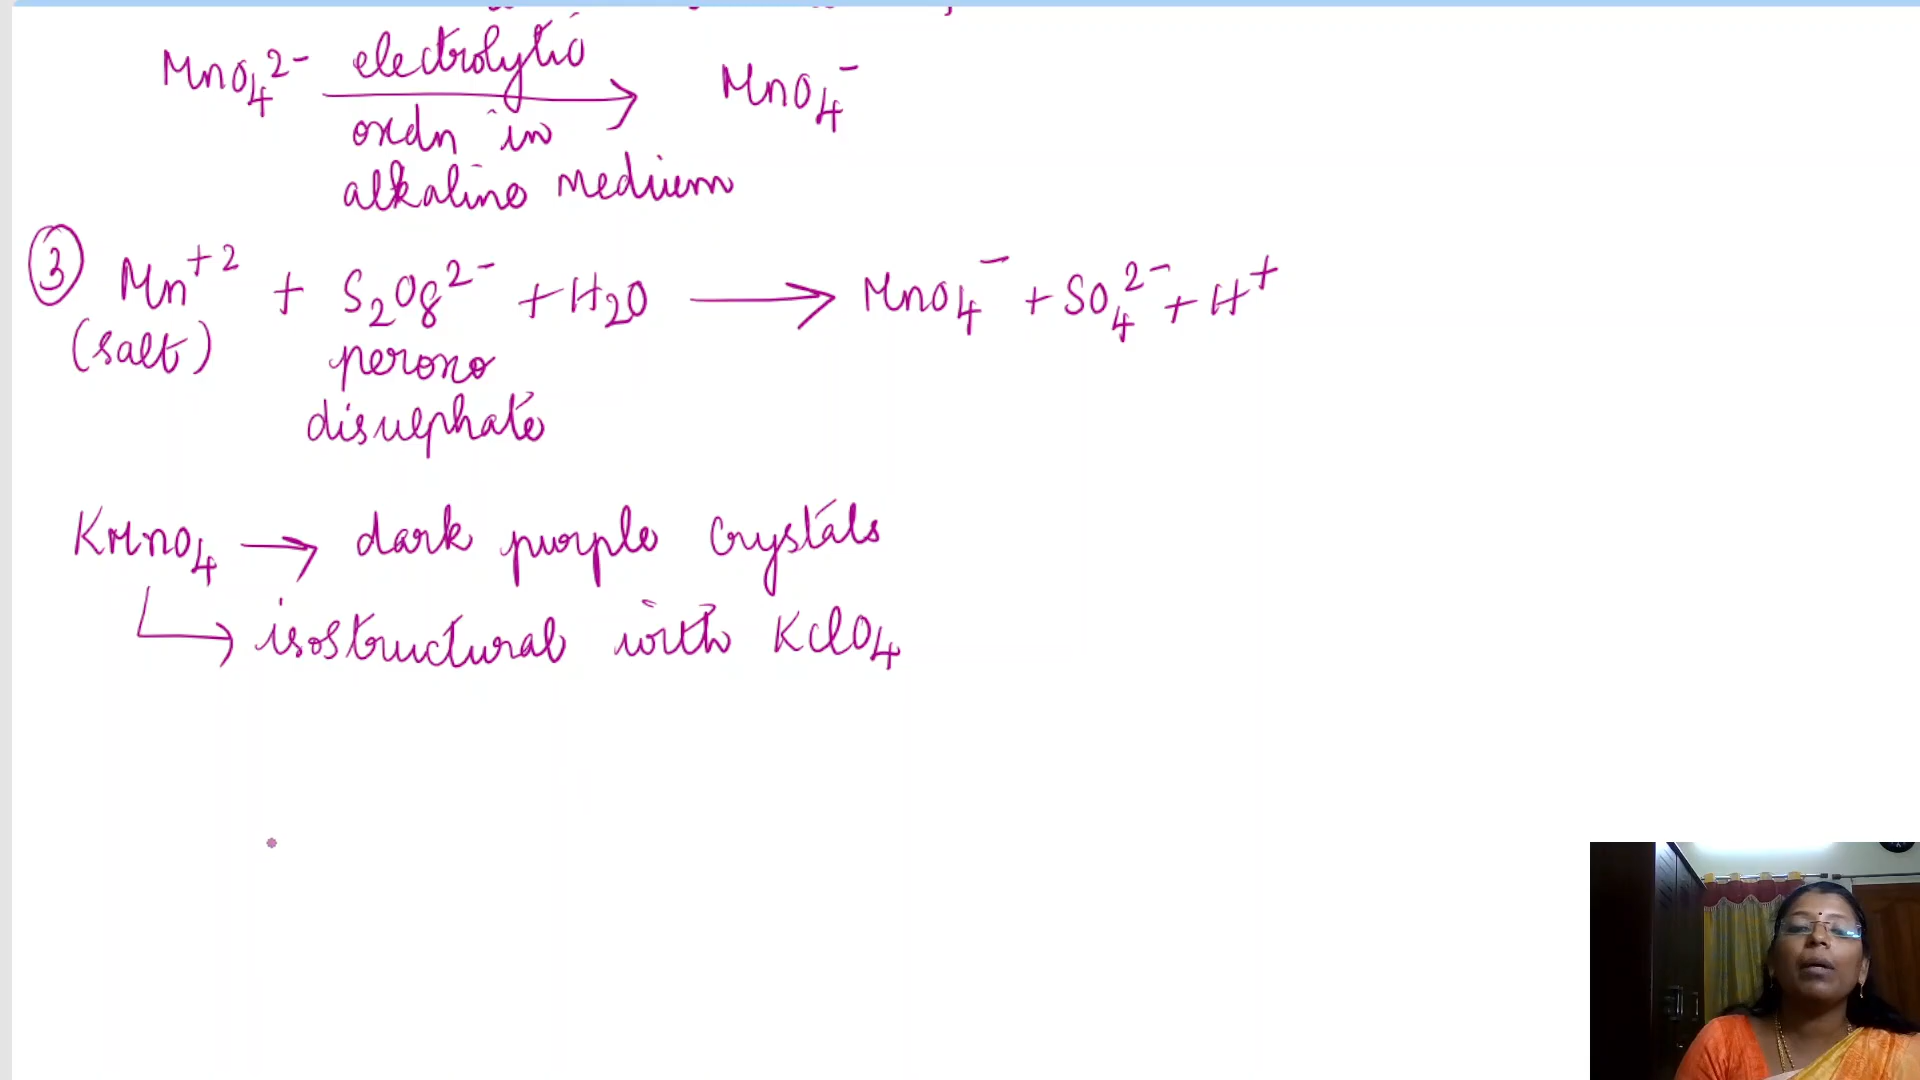 MnO₄²⁻ electrolytic → MnO₄⁻
oxdn in
alkaline medium
③ Mn⁺² + S₂O₈²⁻ + H₂O → MnO₄⁻ + SO₄²⁻ + H⁺
(salt) peroxo
disulphate
KMnO₄ → dark purple crystals
→ isostructural with KClO₄